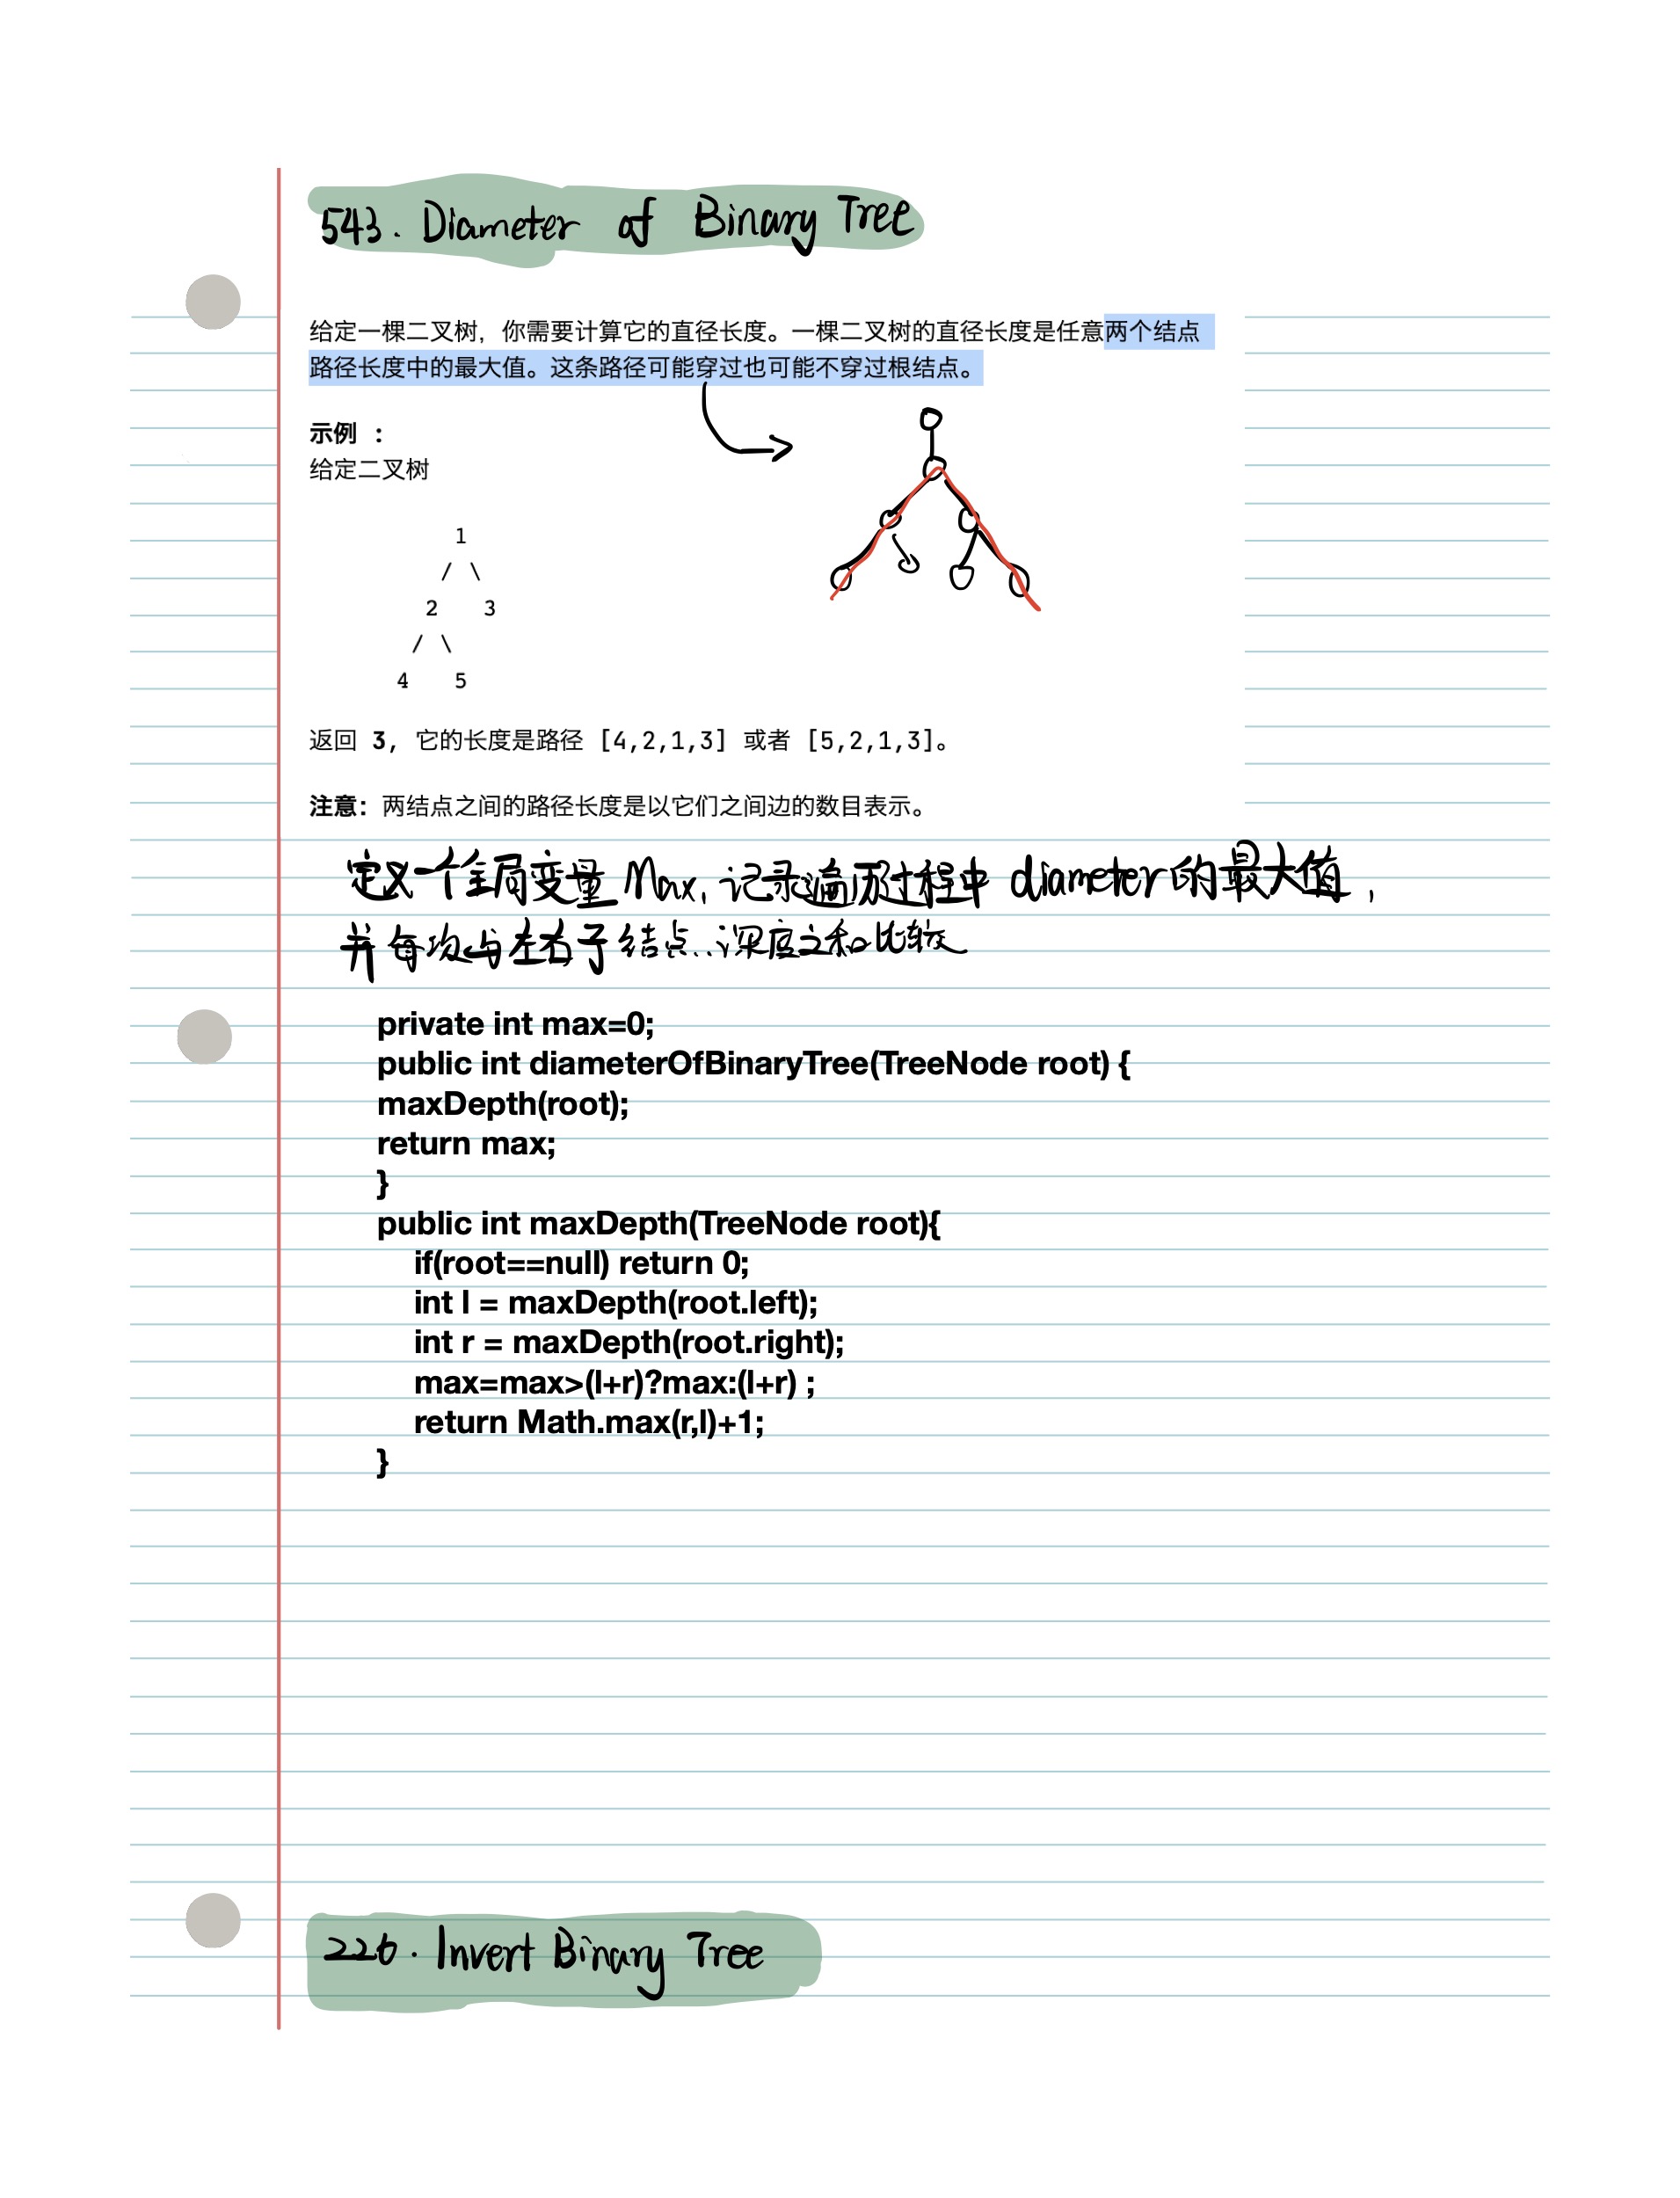 543. Diameter of Binary Tree
给定一棵二叉树，你需要计算它的直径长度。一棵二叉树的直径长度是任意两个结点
路径长度中的最大值。这条路径可能穿过也可能不穿过根结点。
示例 ：
给定二叉树
1
/ \
2 3
/ \
4 5
返回 3, 它的长度是路径 [4,2,1,3] 或者 [5,2,1,3]。
注意：两结点之间的路径长度是以它们之间边的数目表示。
定义一个全局变量 Max, 记录遍历过程中 diameter的最大值,
并每次与左右子结点深度之和比较
private int max=0;
public int diameterOfBinaryTree(TreeNode root) {
maxDepth(root);
return max;
}
public int maxDepth(TreeNode root){
if(root==null) return 0;
int l = maxDepth(root.left);
int r = maxDepth(root.right);
max=max>(l+r)?max:(l+r) ;
return Math.max(r,l)+1;
}
226. Invert Binary Tree